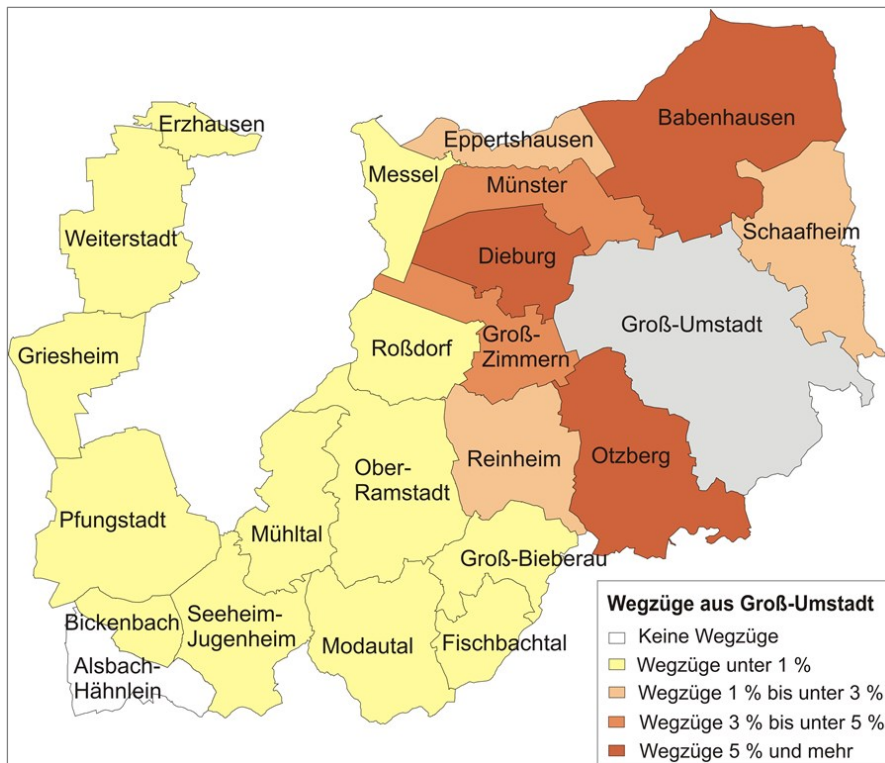 Erzhausen
Babenhausen
Eppertshausen
Messel
Münster
Weiterstadt
Schaafheim
Dieburg
Groß-Umstadt
Griesheim
Roßdorf
Groß-
Zimmern
Reinheim
Otzberg
Ober-
Ramstadt
Pfungstadt
Mühltal
Groß-Bieberau
Bickenbach
Seeheim-
Jugenheim
Modautal
Fischbachtal
Alsbach-
Hähnlein
Wegzüge aus Groß-Umstadt
Keine Wegzüge
Wegzüge unter 1 %
Wegzüge 1 % bis unter 3 %
Wegzüge 3 % bis unter 5 %
Wegzüge 5 % und mehr